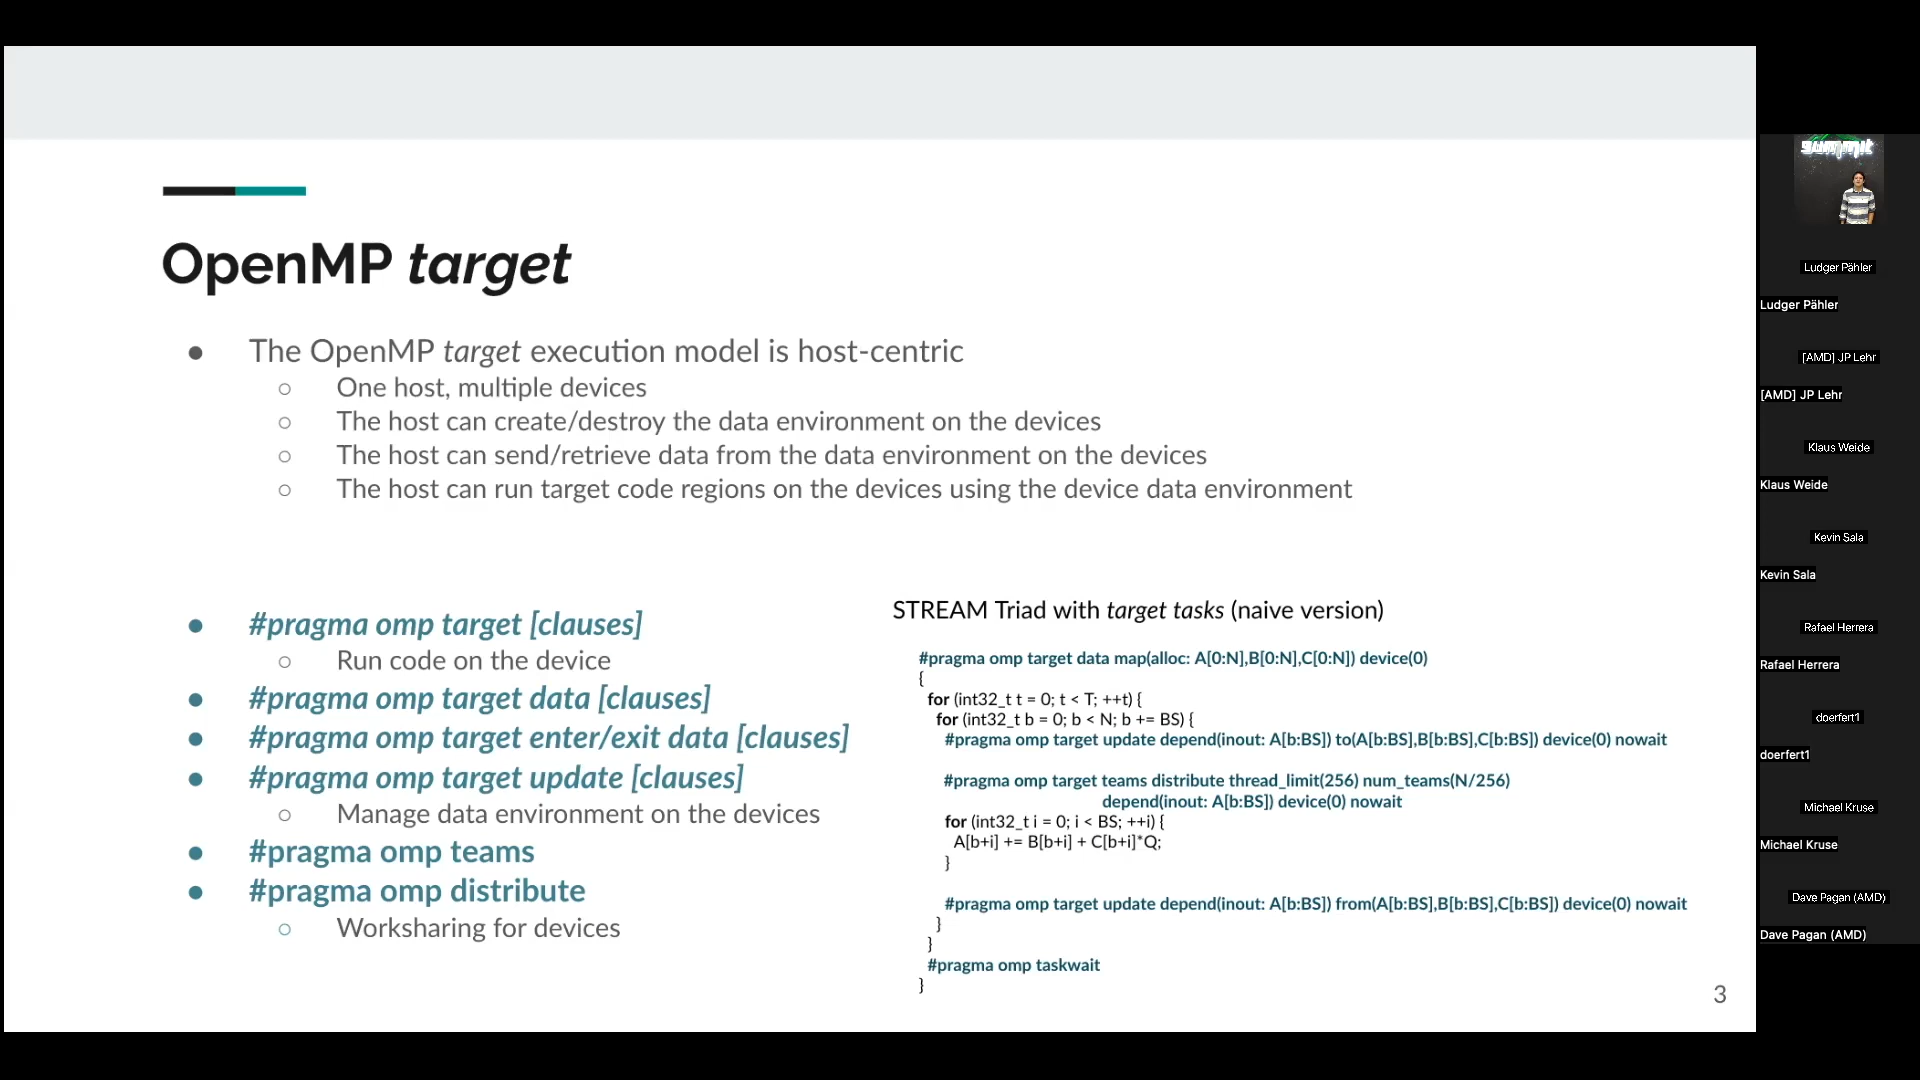 OpenMP target
● The OpenMP target execution model is host-centric
○ One host, multiple devices
○ The host can create/destroy the data environment on the devices
○ The host can send/retrieve data from the data environment on the devices
○ The host can run target code regions on the devices using the device data environment
● #pragma omp target [clauses]
○ Run code on the device
● #pragma omp target data [clauses]
● #pragma omp target enter/exit data [clauses]
● #pragma omp target update [clauses]
○ Manage data environment on the devices
● #pragma omp teams
● #pragma omp distribute
○ Worksharing for devices
STREAM Triad with target tasks (naive version)
#pragma omp target data map(alloc: A[0:N],B[0:N],C[0:N]) device(0)
{
for (int32_t t = 0; t < T; ++t) {
for (int32_t b = 0; b < N; b += BS) {
#pragma omp target update depend(inout: A[b:BS]) to(A[b:BS],B[b:BS],C[b:BS]) device(0) nowait
#pragma omp target teams distribute thread_limit(256) num_teams(N/256)
depend(inout: A[b:BS]) device(0) nowait
for (int32_t i = 0; i < BS; ++i) {
A[b+i] += B[b+i] + C[b+i]*Q;
}
#pragma omp target update depend(inout: A[b:BS]) from(A[b:BS],B[b:BS],C[b:BS]) device(0) nowait
}
}
#pragma omp taskwait
}
3
summit
Ludger Pähler
Ludger Pähler
[AMD] JP Lehr
[AMD] JP Lehr
Klaus Weide
Klaus Weide
Kevin Sala
Kevin Sala
Rafael Herrera
Rafael Herrera
doerfert1
doerfert1
Michael Kruse
Michael Kruse
Dave Pagan (AMD)
Dave Pagan (AMD)